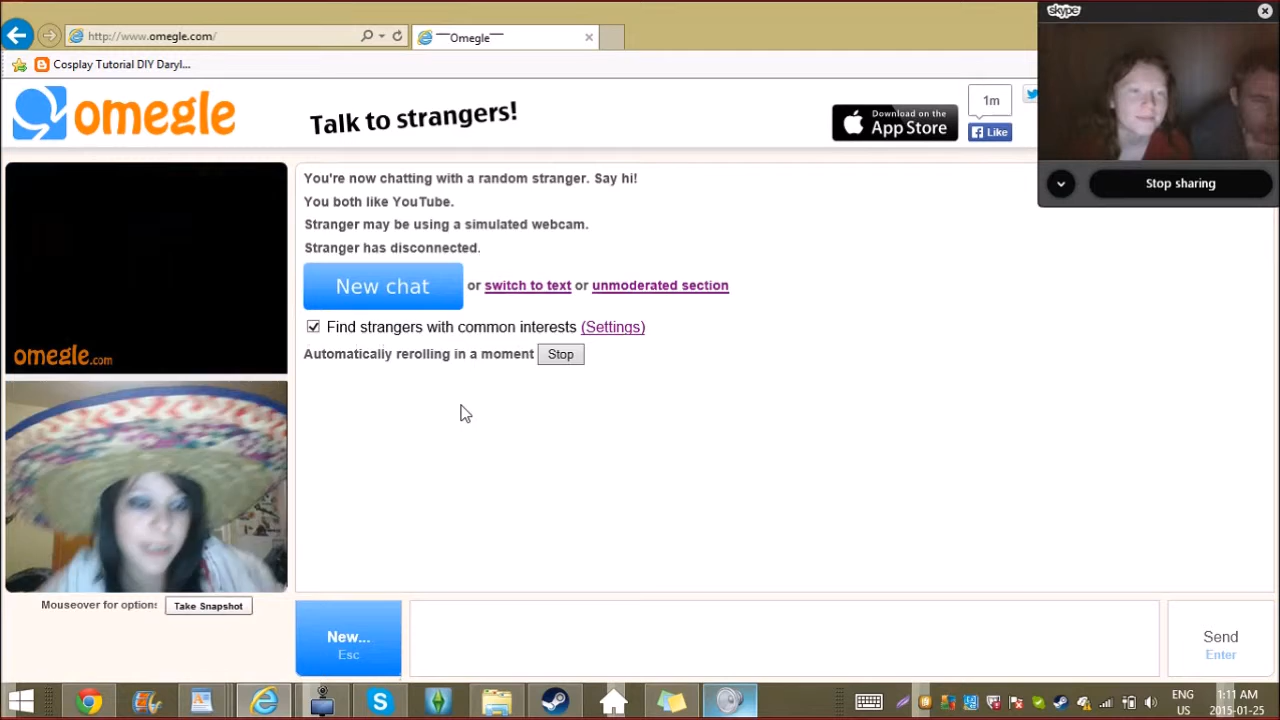 http://www.omegle.com/
Omegle
skype
Cosplay Tutorial DIY Daryl...
omegle
Talk to strangers!
Download on the
App Store
1m
Like
Stop sharing
You're now chatting with a random stranger. Say hi!
You both like YouTube.
Stranger may be using a simulated webcam.
Stranger has disconnected.
New chat or switch to text or unmoderated section
Find strangers with common interests (Settings)
Automatically rerolling in a moment Stop
omegle.com
Mouseover for options Take Snapshot
New...
Esc
Send
Enter
ENG
US
1:11 AM
2015-01-25